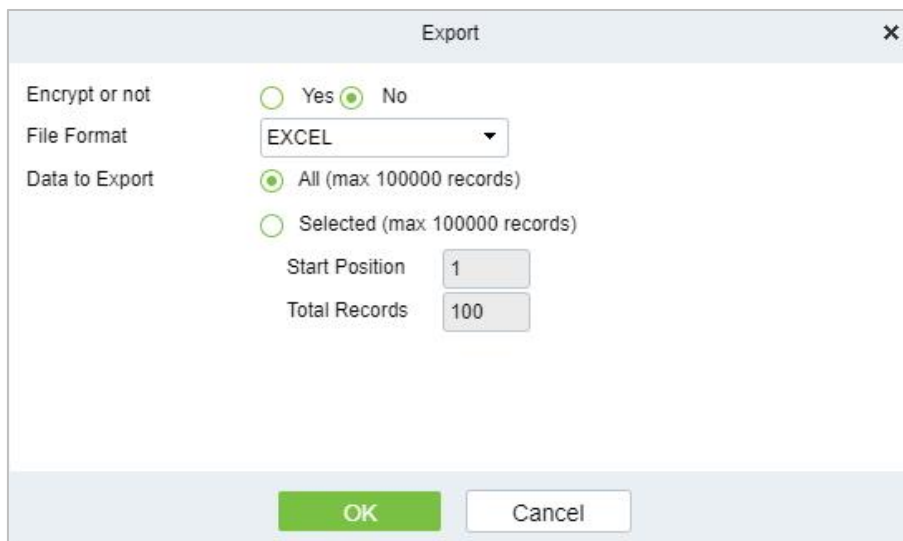 Export
Encrypt or not Yes No
File Format EXCEL
Data to Export All (max 100000 records)
Selected (max 100000 records)
Start Position 1
Total Records 100
OK Cancel